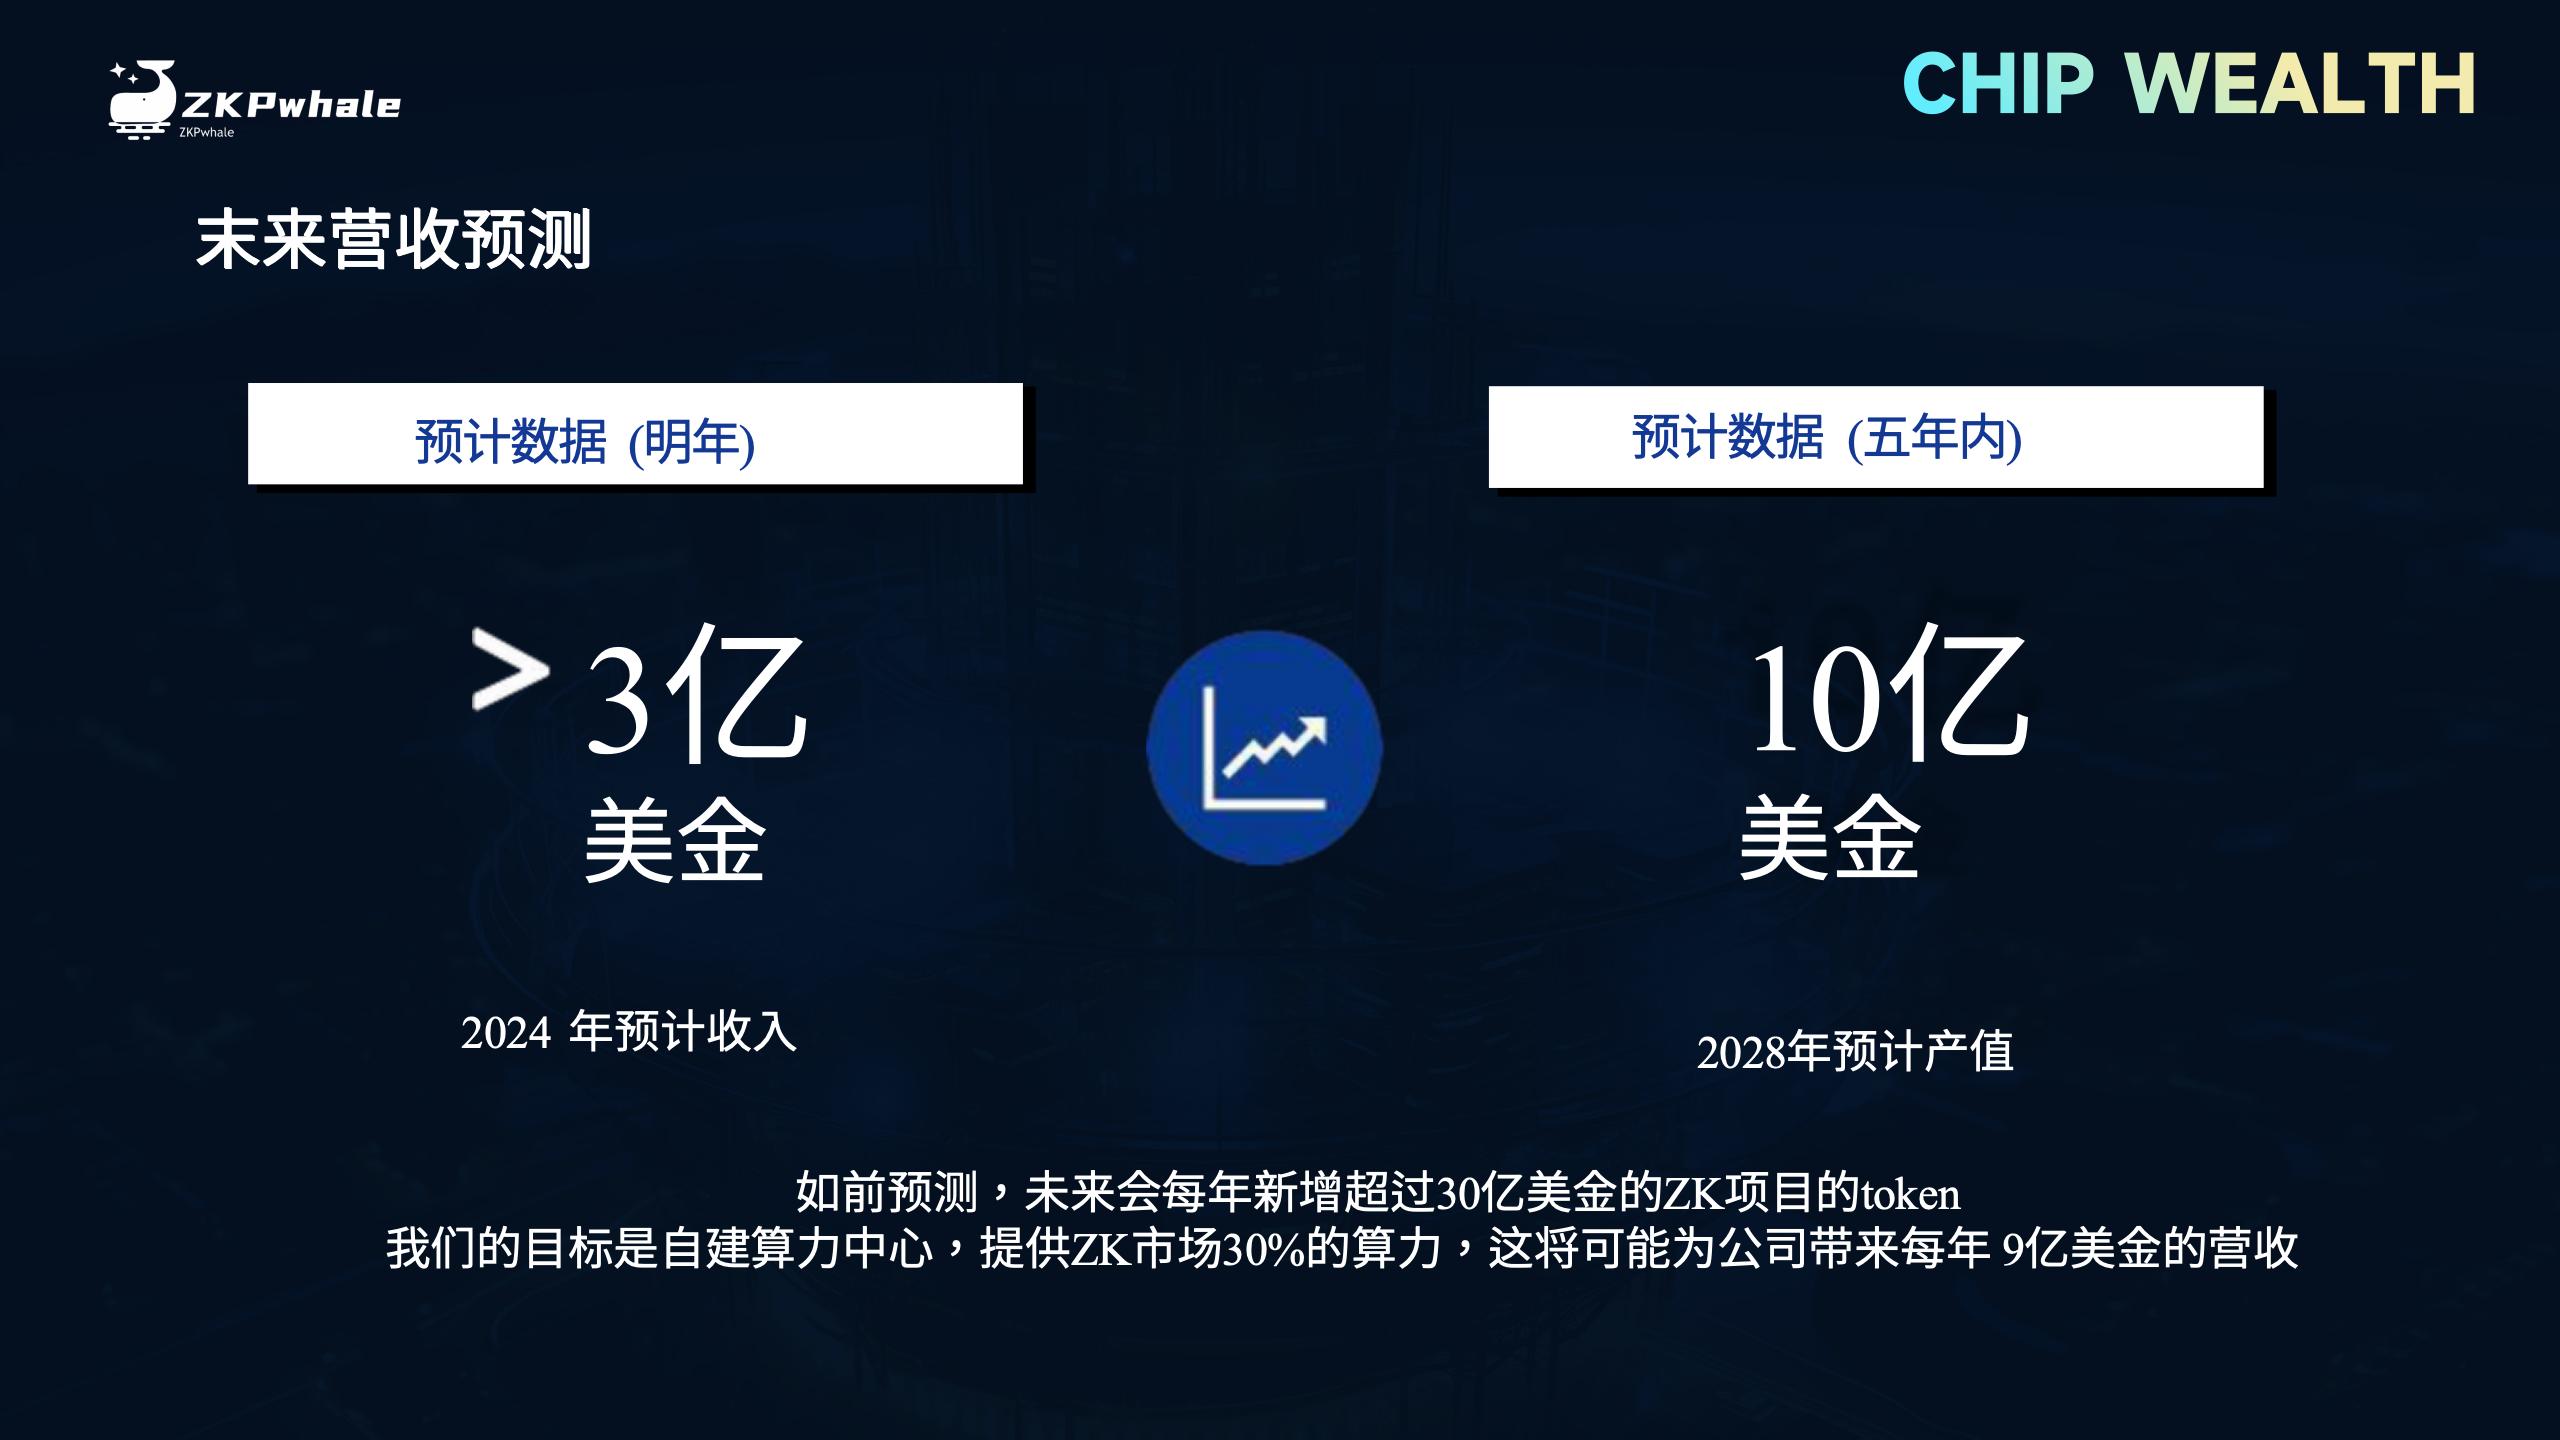 ZKPwhale
ZKPwhale
CHIP WEALTH
末来营收预测
预计数据 (明年)
预计数据 (五年内)
> 3亿
美金
10亿
美金
2024 年预计收入
2028年预计产值
如前预测，未来会每年新增超过30亿美金的ZK项目的token
我们的目标是自建算力中心，提供ZK市场30%的算力，这将可能为公司带来每年 9亿美金的营收